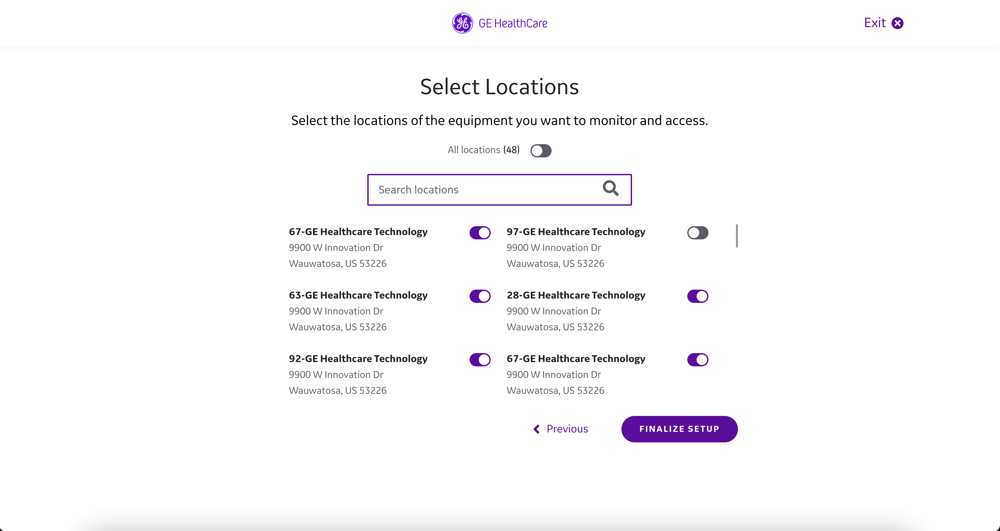 GE HealthCare
Exit
Select Locations
Select the locations of the equipment you want to monitor and access.
All locations (48)
Search locations
67-GE Healthcare Technology
9900 W Innovation Dr
Wauwatosa, US 53226
97-GE Healthcare Technology
9900 W Innovation Dr
Wauwatosa, US 53226
63-GE Healthcare Technology
9900 W Innovation Dr
Wauwatosa, US 53226
28-GE Healthcare Technology
9900 W Innovation Dr
Wauwatosa, US 53226
92-GE Healthcare Technology
9900 W Innovation Dr
Wauwatosa, US 53226
67-GE Healthcare Technology
9900 W Innovation Dr
Wauwatosa, US 53226
Previous
FINALIZE SETUP